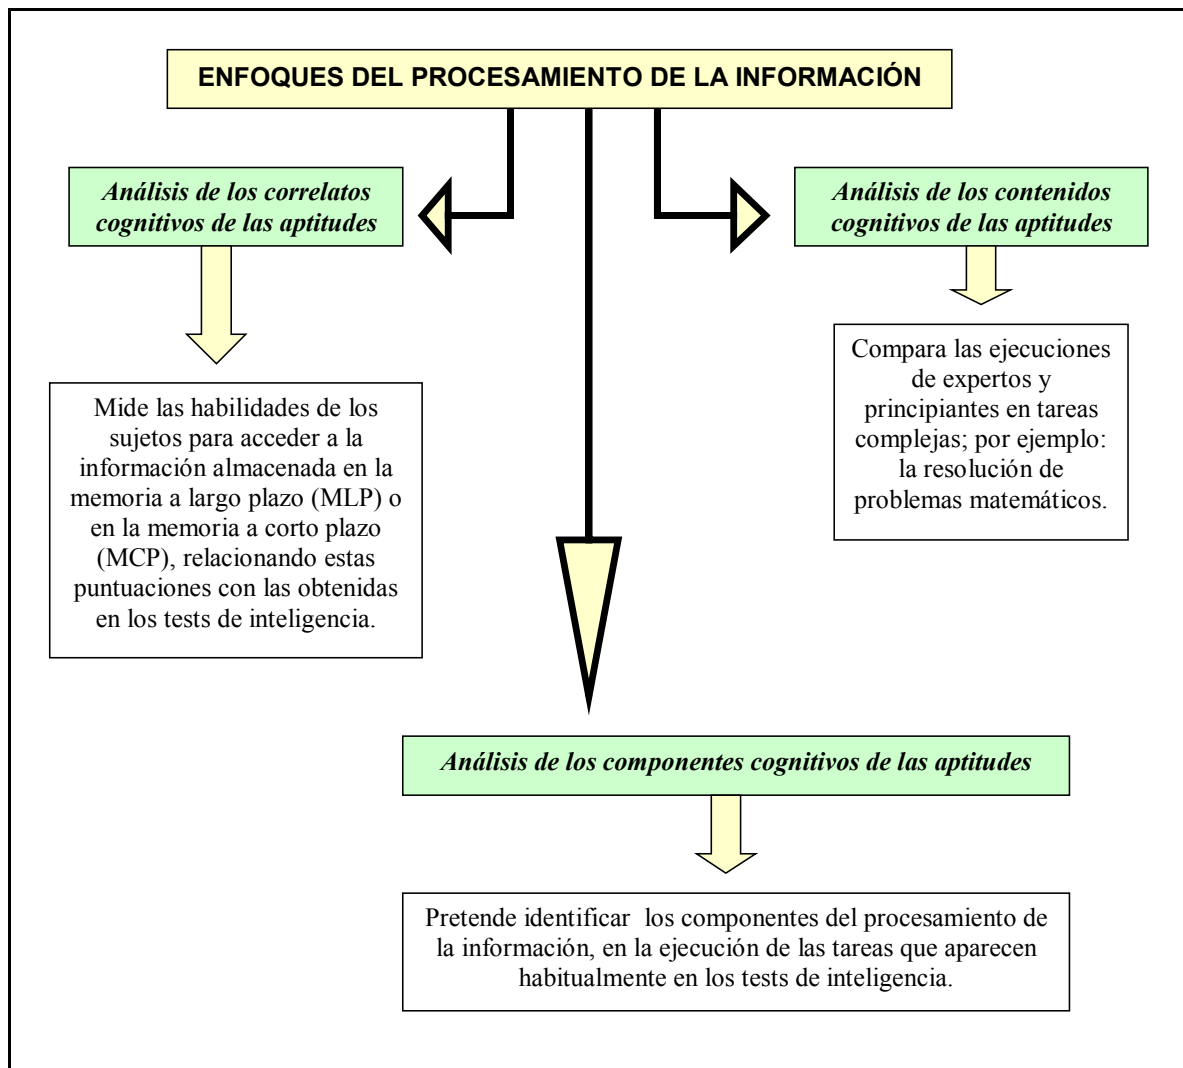 ENFOQUES DEL PROCESAMIENTO DE LA INFORMACIÓN
Análisis de los correlatos
cognitivos de las aptitudes
Mide las habilidades de los
sujetos para acceder a la
información almacenada en la
memoria a largo plazo (MLP) o
en la memoria a corto plazo
(MCP), relacionando estas
puntuaciones con las obtenidas
en los tests de inteligencia.
Análisis de los contenidos
cognitivos de las aptitudes
Compara las ejecuciones
de expertos y
principiantes en tareas
complejas; por ejemplo:
la resolución de
problemas matemáticos.
Análisis de los componentes cognitivos de las aptitudes
Pretende identificar  los componentes del procesamiento de
la información, en la ejecución de las tareas que aparecen
habitualmente en los tests de inteligencia.